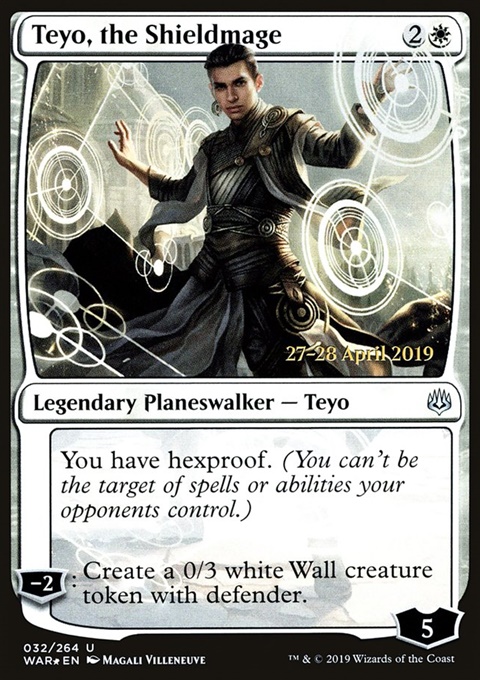 Teyo, the Shieldmage 2
27-28 April 2019
Legendary Planeswalker — Teyo
You have hexproof. (You can't be
the target of spells or abilities your
opponents control.)
-2 : Create a 0/3 white Wall creature
token with defender.
5
032/264 U
WAR★EN Magali Villeneuve
™ & © 2019 Wizards of the Coast